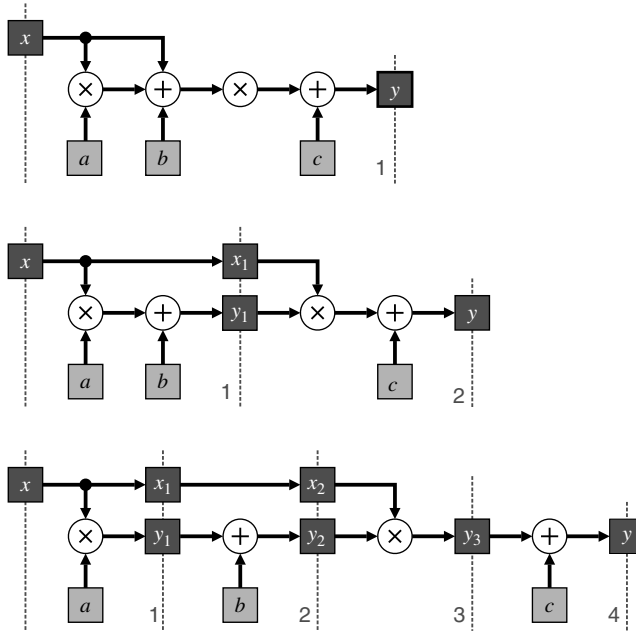 x
× + × + y
a b c 1
x x₁
× + y₁ × + y
a b 1 c 2
x x₁ x₂
× y₁ + y₂ × y₃ + y
a 1 b 2 3 c 4